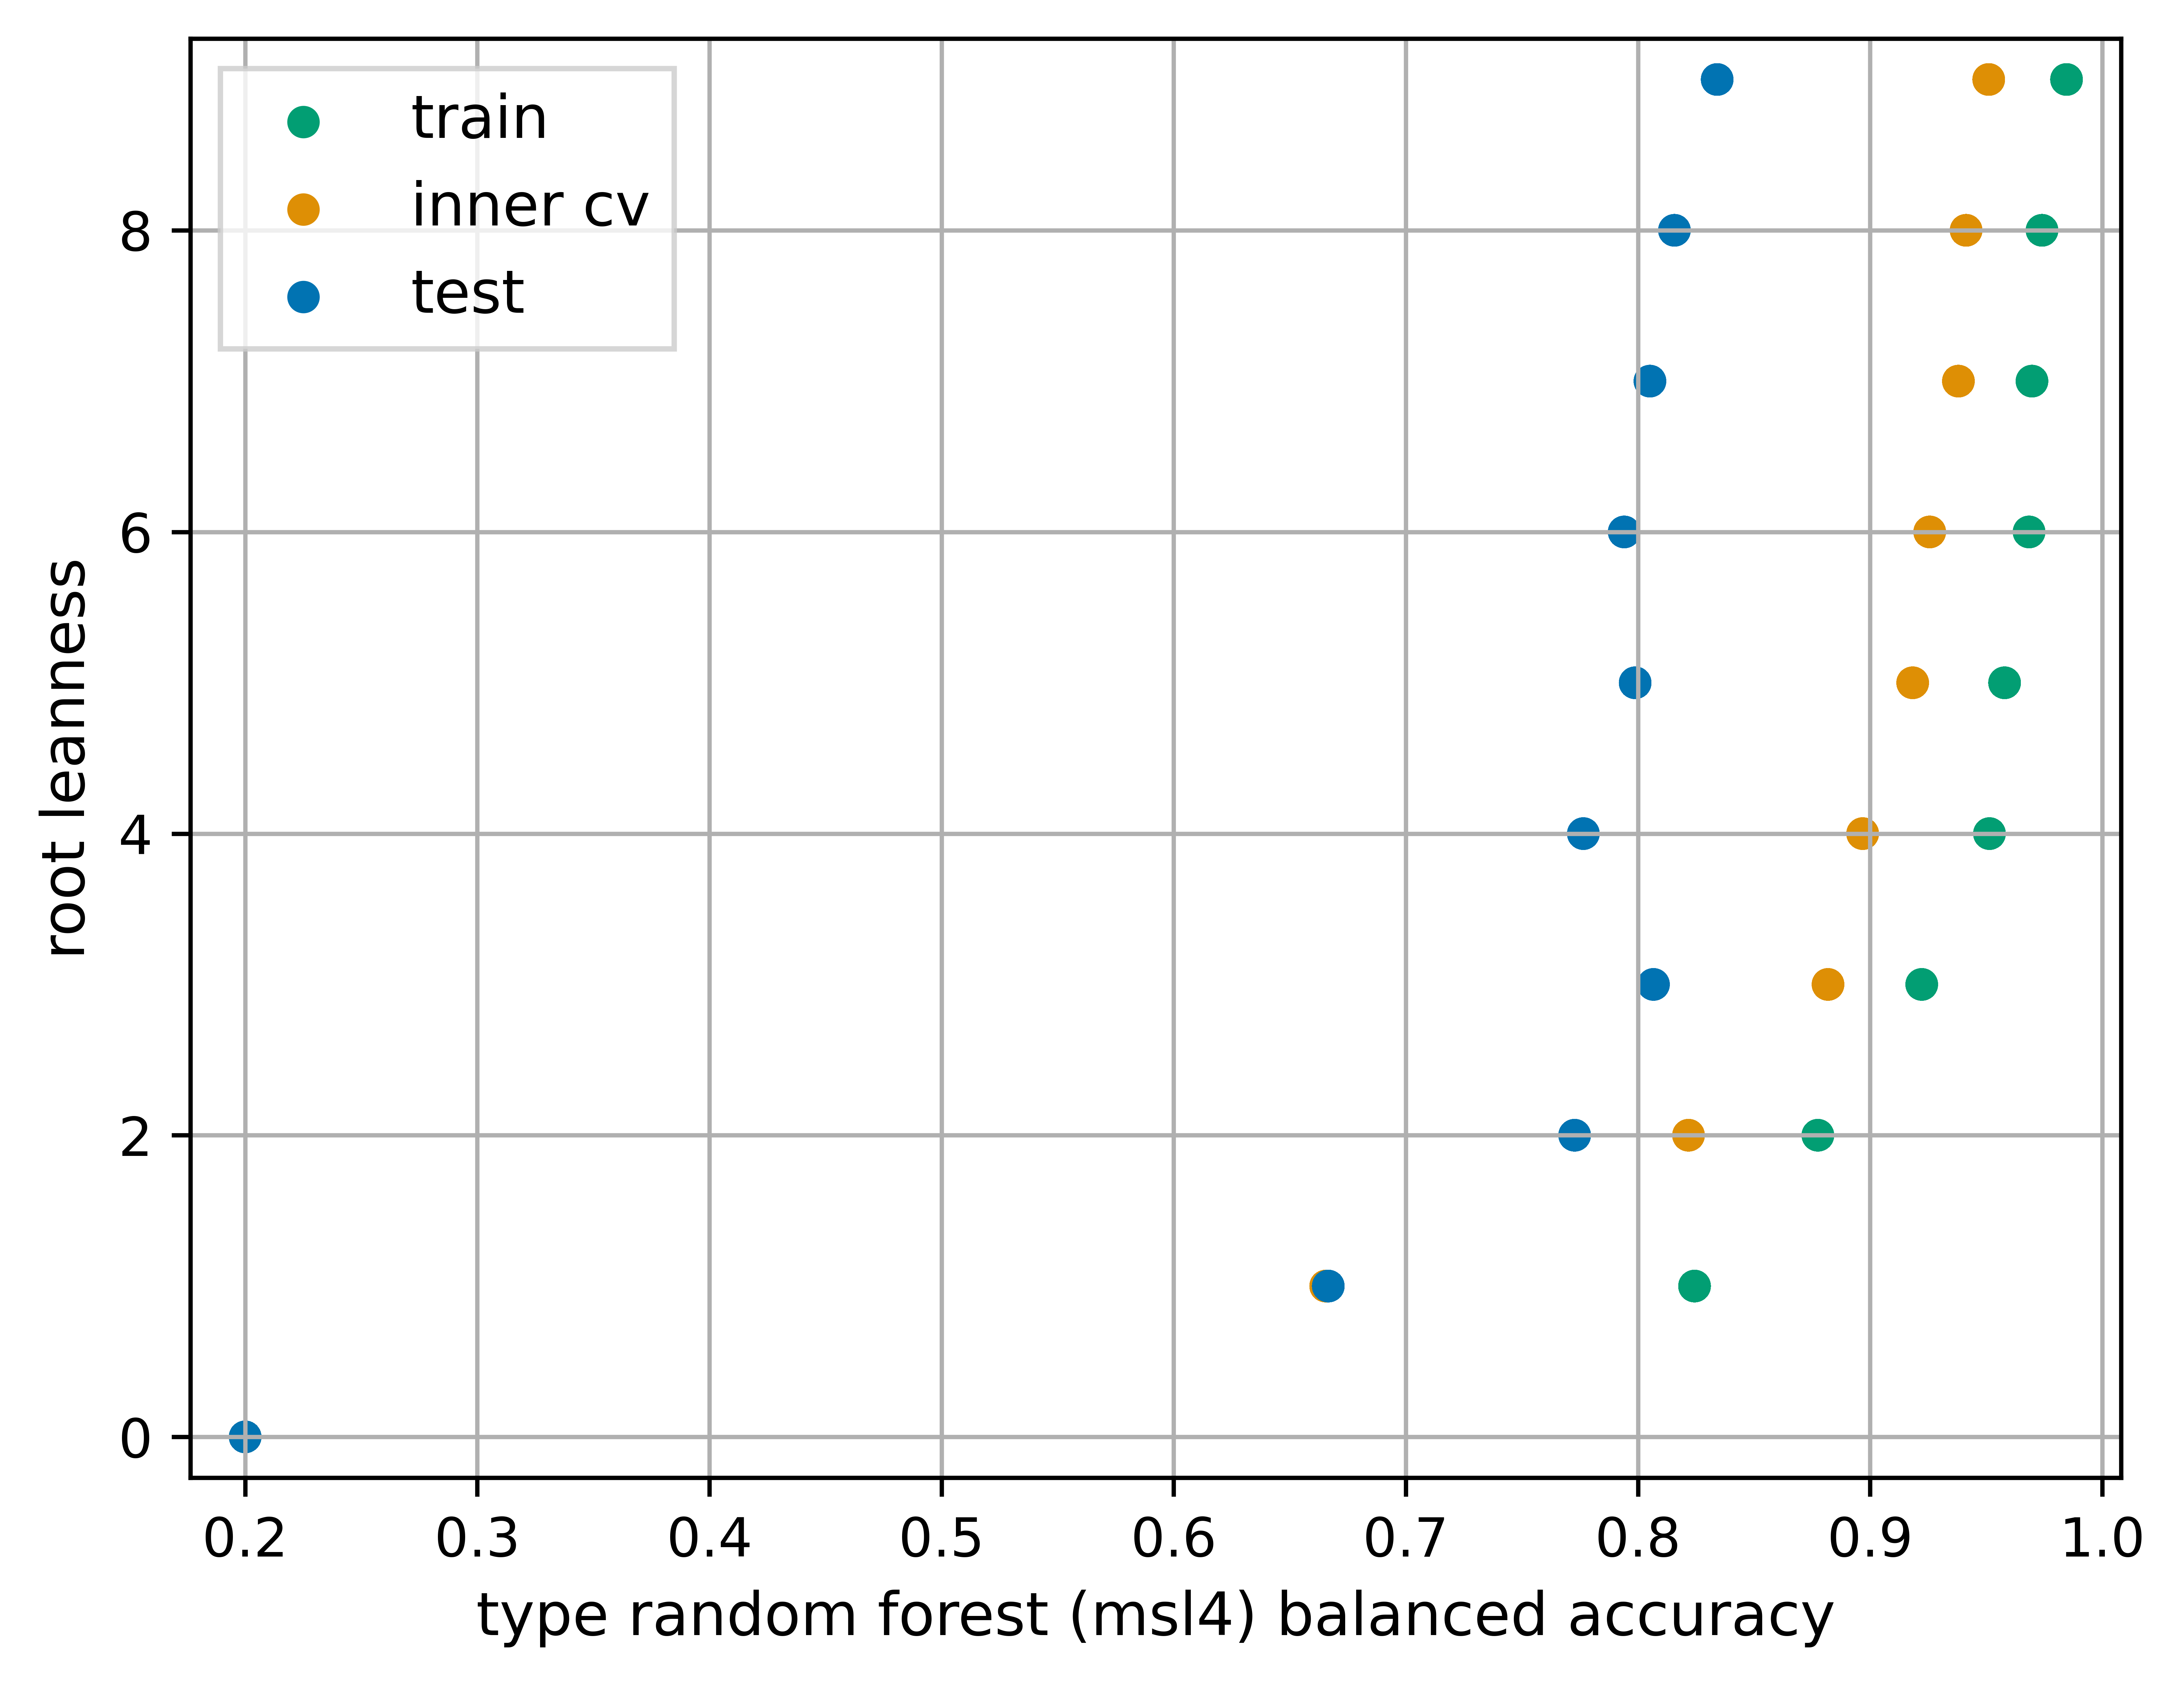 train
inner cv
test
8
6
4
2
0
root leanness
0.2 0.3 0.4 0.5 0.6 0.7 0.8 0.9 1.0
type random forest (msl4) balanced accuracy